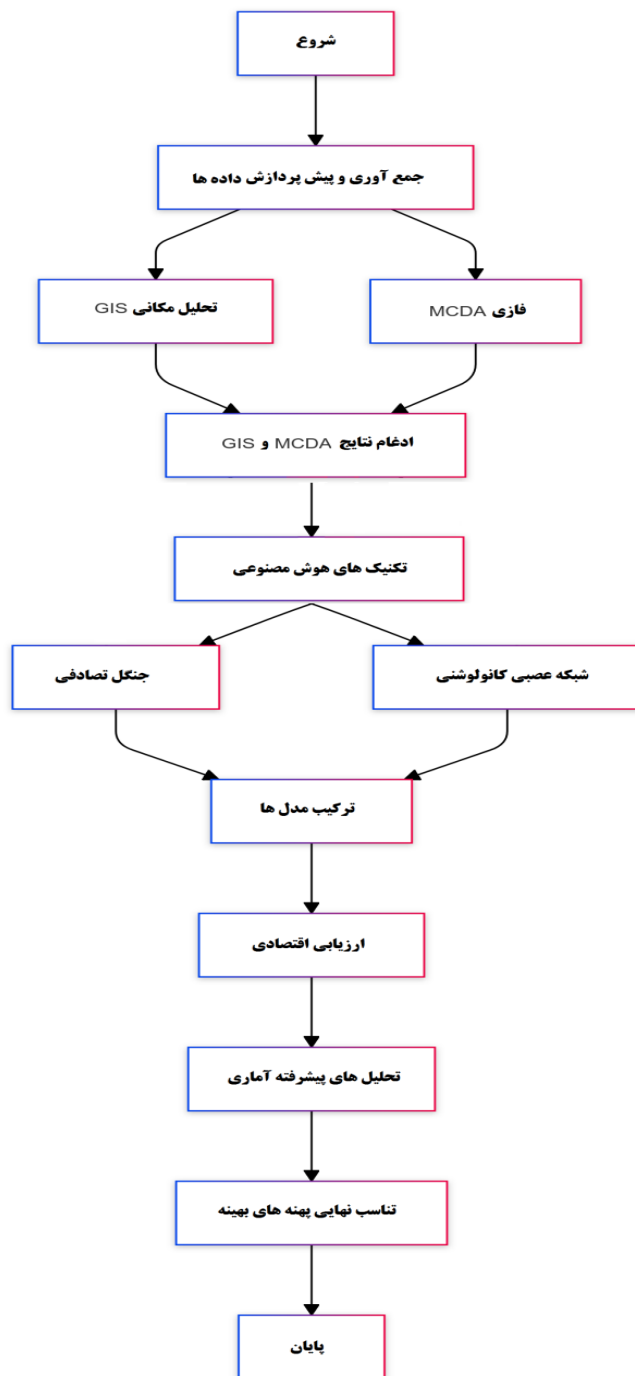 شروع
جمع آوری و پیش پردازش داده ها
فازی MCDA
تحلیل مکانی GIS
ادغام نتایج MCDA و GIS
تکنیک های هوش مصنوعی
شبکه عصبی کانولوشنی
جنگل تصادفی
ترکیب مدل ها
ارزیابی اقتصادی
تحلیل های پیشرفته آماری
تناسب نهایی پهنه های بهینه
پایان